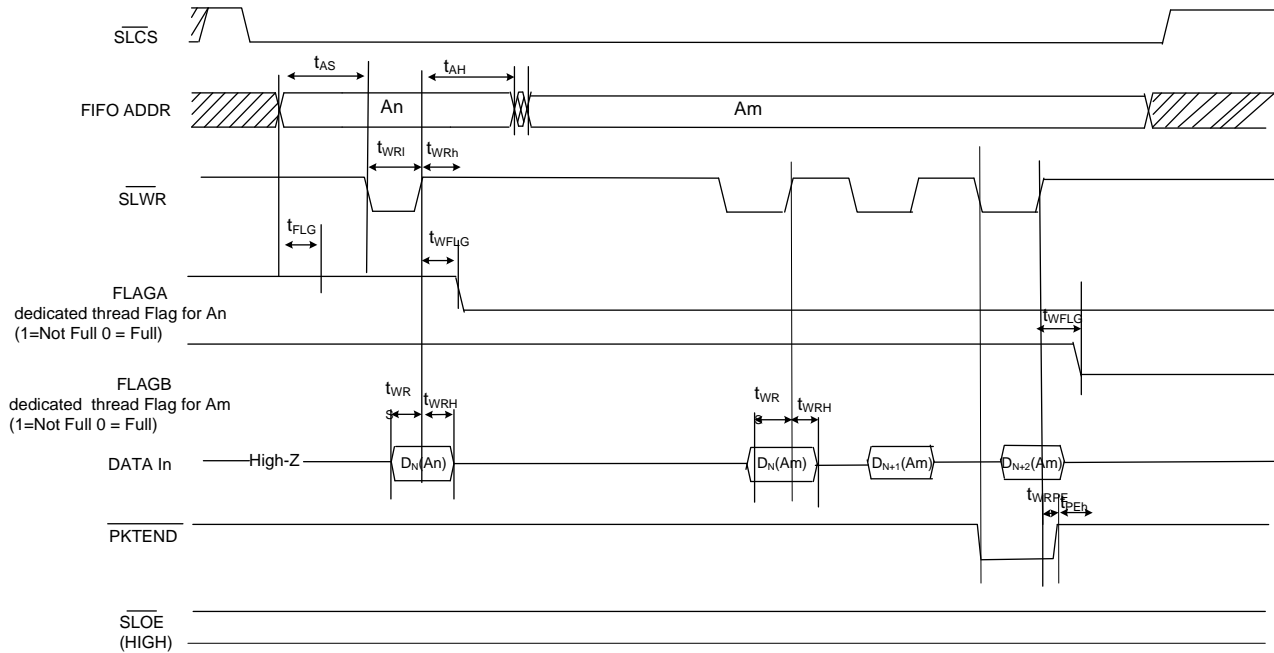 SLCS
tAS
tAH
FIFO ADDR
An
Am
tWRl
tWRh
SLWR
tFLG
tWFLG
FLAGA
dedicated thread Flag for An
(1=Not Full 0 = Full)
tWFLG
FLAGB
dedicated thread Flag for Am
(1=Not Full 0 = Full)
tWR
S
tWRH
tWR
S
tWRH
DATA In
High-Z
DN(An)
DN(Am)
DN+1(Am)
DN+2(Am)
tWRPE
tPEh
PKTEND
SLOE
(HIGH)